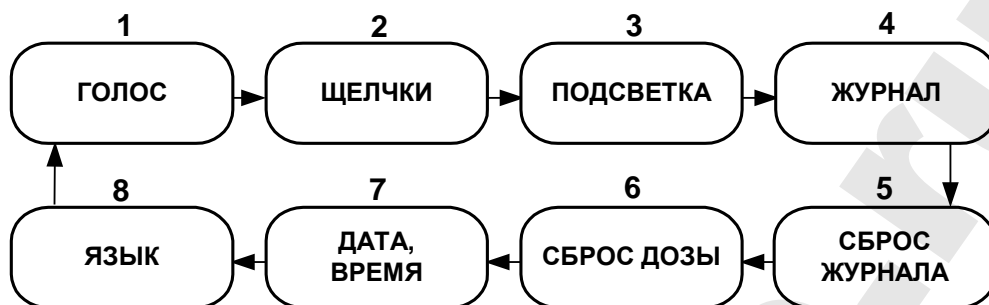 1 2 3 4
ГОЛОС ЩЕЛЧКИ ПОДСВЕТКА ЖУРНАЛ
8 7 6 5
ЯЗЫК ДАТА, ВРЕМЯ СБРОС ДОЗЫ СБРОС ЖУРНАЛА